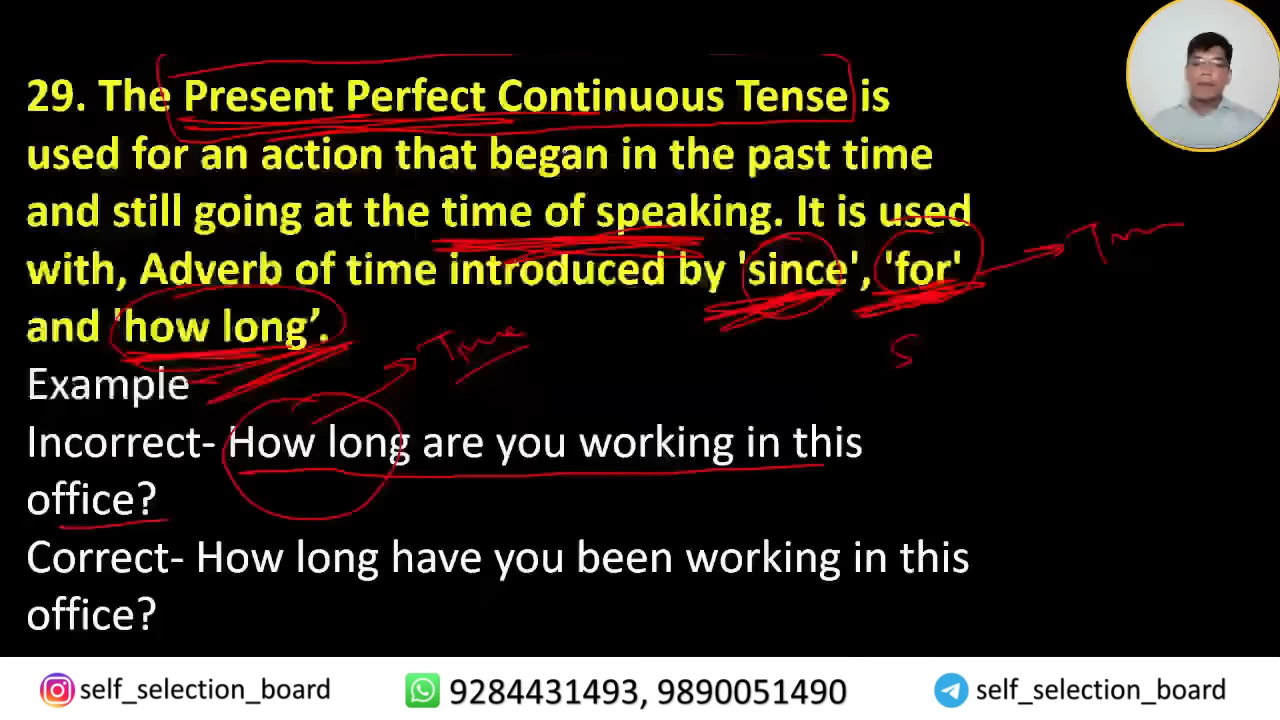 29. The Present Perfect Continuous Tense is
used for an action that began in the past time
and still going at the time of speaking. It is used
with, Adverb of time introduced by 'since', 'for'
and 'how long’.
Time
S
Example
Incorrect- How long are you working in this
office?
Correct- How long have you been working in this
office?
self_selection_board 9284431493, 9890051490 self_selection_board